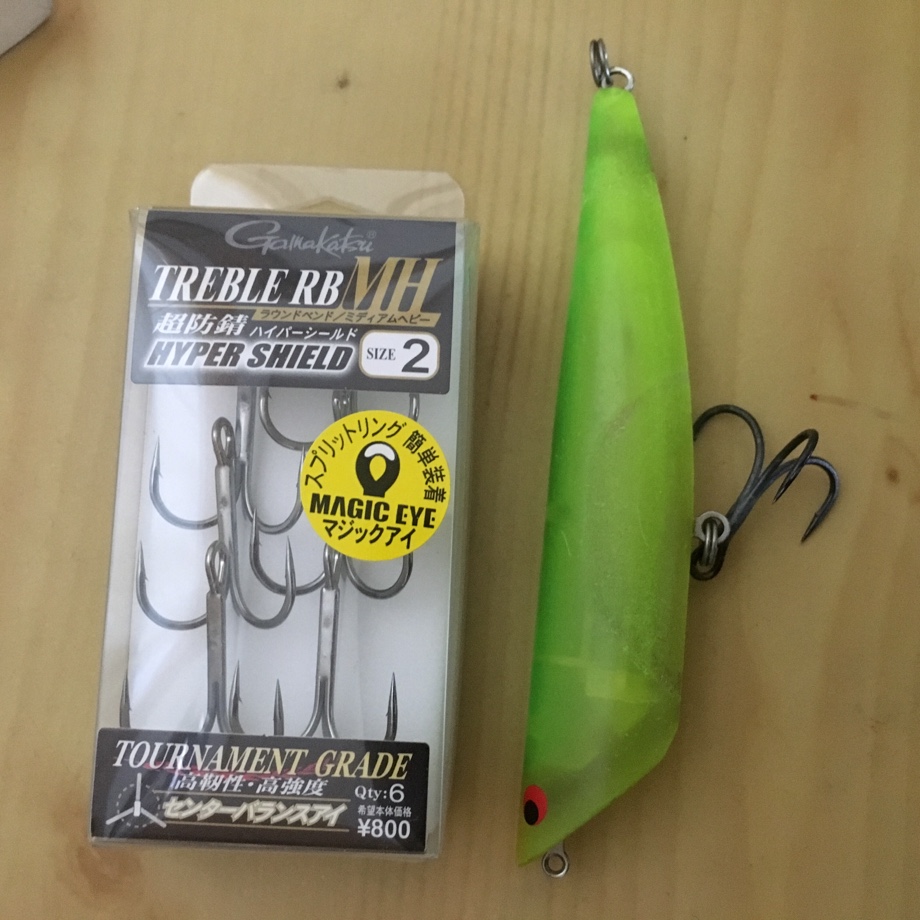 Gamakatsu®
TREBLE RB MH
ラウンドベンド/ミディアムヘビー
超防錆 ハイパーシールド
HYPER SHIELD
SIZE 2
スプリットリング 簡単装着
MAGIC EYE
マジックアイ
TOURNAMENT GRADE
高靭性・高強度
Qty:6
センターバランスアイ
希望本体価格
¥800